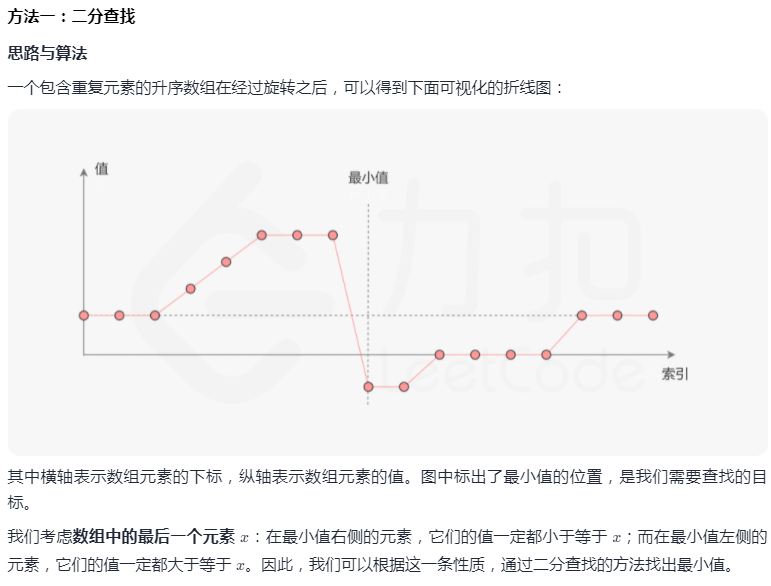 方法一：二分查找
思路与算法
一个包含重复元素的升序数组在经过旋转之后，可以得到下面可视化的折线图：
值
最小值
力扣
LeetCode
索引
其中横轴表示数组元素的下标，纵轴表示数组元素的值。图中标出了最小值的位置，是我们需要查找的目
标。
我们考虑数组中的最后一个元素 x：在最小值右侧的元素，它们的值一定都小于等于 x；而在最小值左侧的
元素，它们的值一定都大于等于 x。因此，我们可以根据这一条性质，通过二分查找的方法找出最小值。